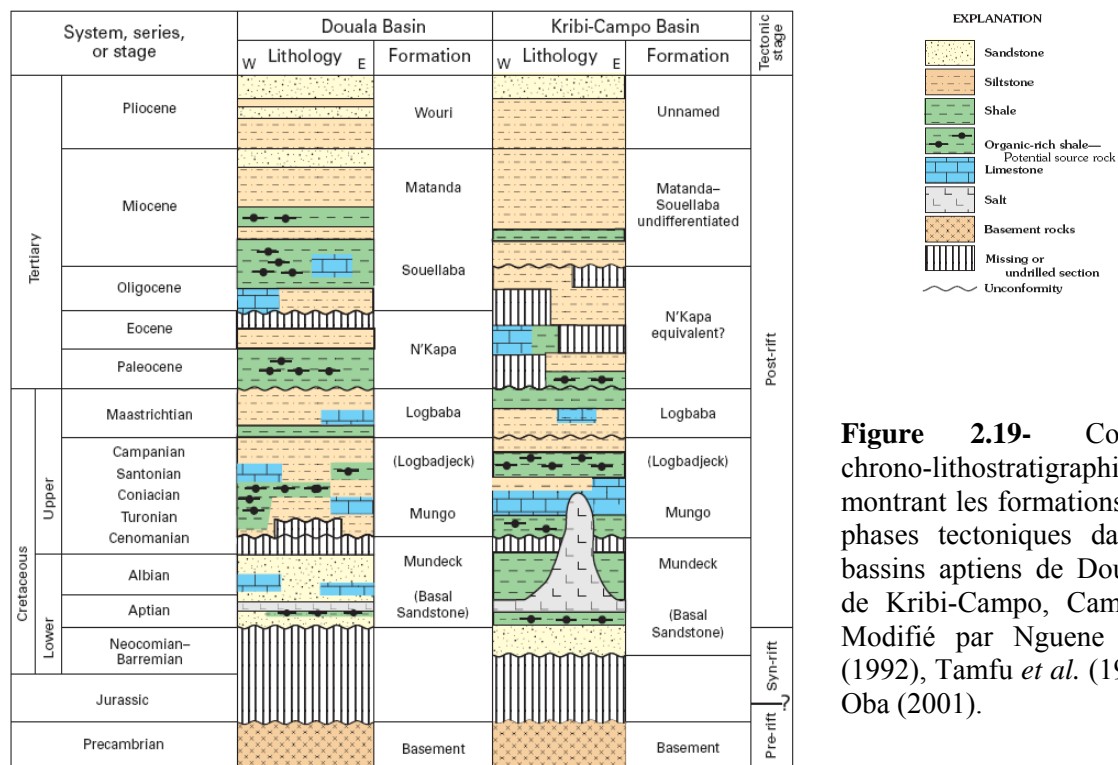 System, series,
or stage
Douala Basin
Kribi-Campo Basin
Tectonic
stage
W Lithology E
Formation
W Lithology E
Formation
Tertiary
Pliocene
Wouri
Unnamed
Miocene
Matanda
Matanda–
Souellaba
undifferentiated
Oligocene
Souellaba
Eocene
N'Kapa
N'Kapa
equivalent?
Paleocene
Post-rift
Cretaceous
Upper
Maastrichtian
Logbaba
Logbaba
Campanian
(Logbadjeck)
(Logbadjeck)
Santonian
Coniacian
Turonian
Mungo
Mungo
Cenomanian
Lower
Albian
Mundeck
Mundeck
Aptian
(Basal
Sandstone)
(Basal
Sandstone)
Neocomian–
Barremian
Syn-rift
Jurassic
?
Precambrian
Basement
Basement
Pre-rift
EXPLANATION
Sandstone
Siltstone
Shale
Organic-rich shale—
Potential source rock
Limestone
Salt
Basement rocks
Missing or
undrilled section
Unconformity
Figure 2.19- Co
chrono-lithostratigraphi
montrant les formations
phases tectoniques da
bassins aptiens de Dou
de Kribi-Campo, Cam
Modifié par Nguene
(1992), Tamfu et al. (19
Oba (2001).